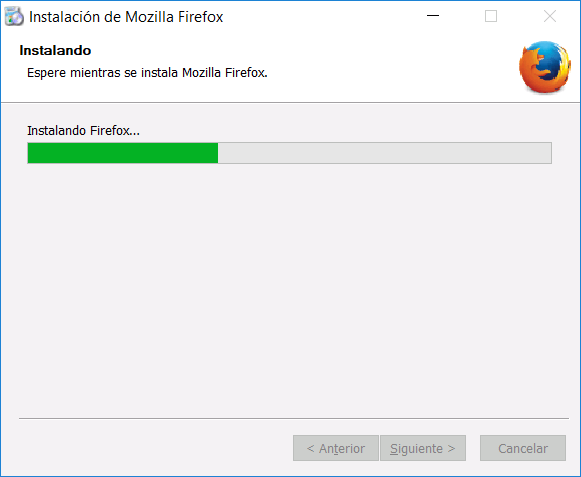 Instalación de Mozilla Firefox
Instalando
Espere mientras se instala Mozilla Firefox.
Instalando Firefox...
< Anterior
Siguiente >
Cancelar